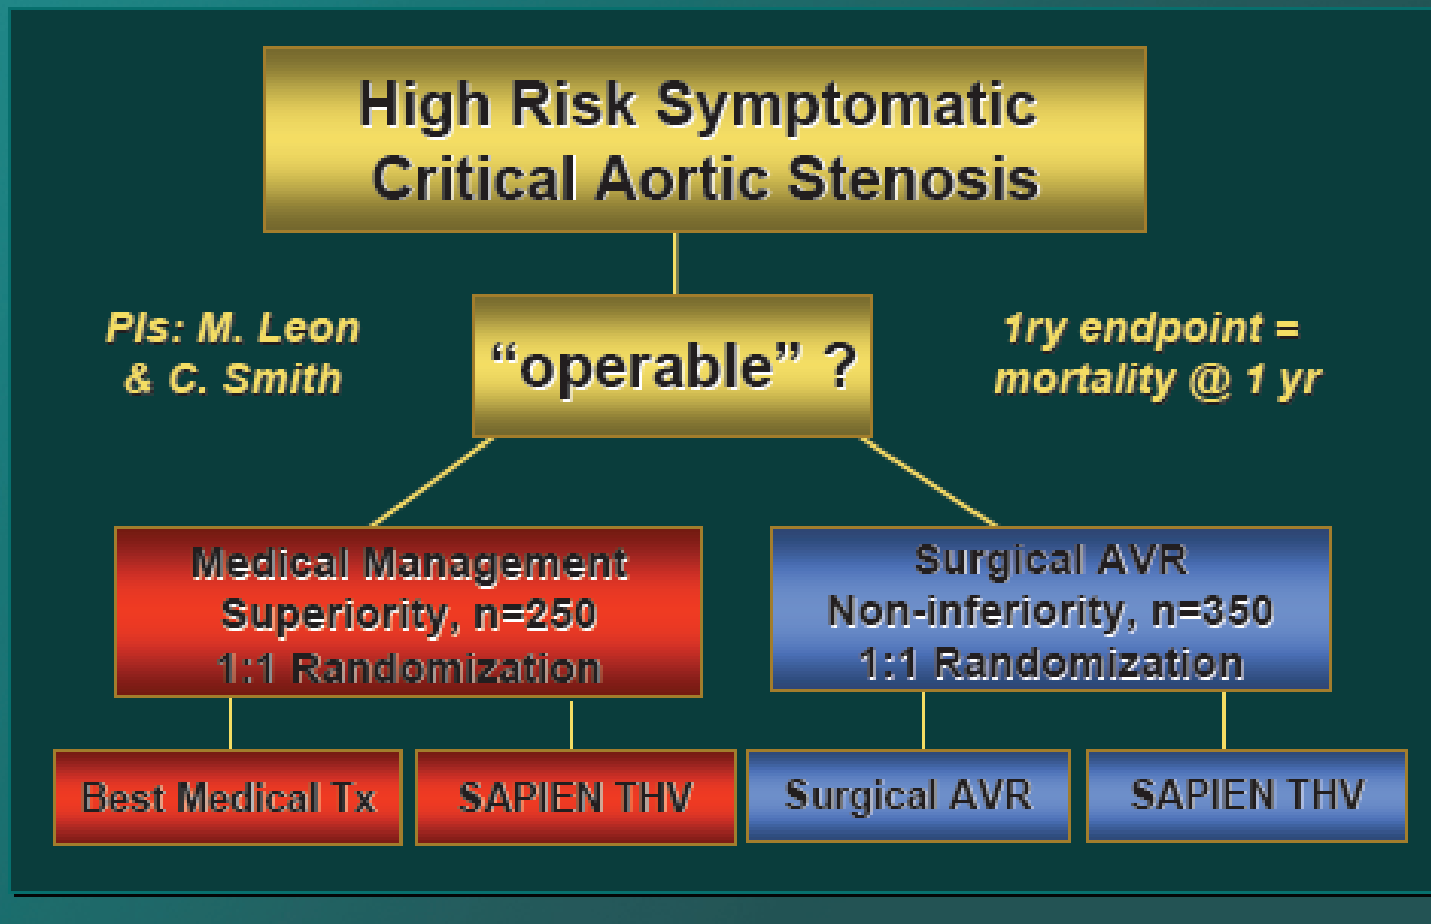 High Risk Symptomatic
Critical Aortic Stenosis
PIs: M. Leon
& C. Smith
“operable” ?
1ry endpoint =
mortality @ 1 yr
Medical Management
Superiority, n=250
1:1 Randomization
Surgical AVR
Non-inferiority, n=350
1:1 Randomization
Best Medical Tx
SAPIEN THV
Surgical AVR
SAPIEN THV